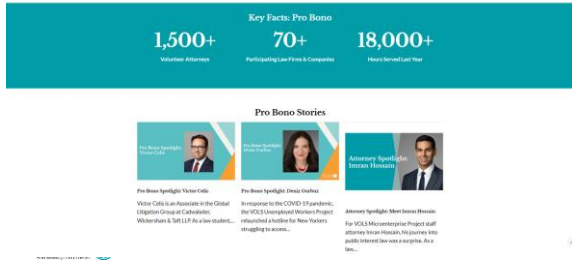 Key Facts: Pro Bono
1,500+
Volunteer Attorneys
70+
Participating Law Firms & Companies
18,000+
Hours Served Last Year
Pro Bono Stories
Pro Bono Spotlight:
Victor Celis
Pro Bono Spotlight: Victor Celis
Victor Celis is an Associate in the Global
Litigation Group at Cadwalader,
Wickersham & Taft LLP. As a law student,...
Pro Bono Spotlight:
Pro Bono Spotlight: Deniz Gurbuz
In response to the COVID-19 pandemic,
the VOLS Unemployed Workers Project
relaunched a hotline for New Yorkers
struggling to access...
Attorney Spotlight:
Imran Hossain
Attorney Spotlight: Meet Imran Hossain
For VOLS Microenterprise Project staff
attorney Imran Hossain, his journey into
public interest law was a surprise. As a
law...